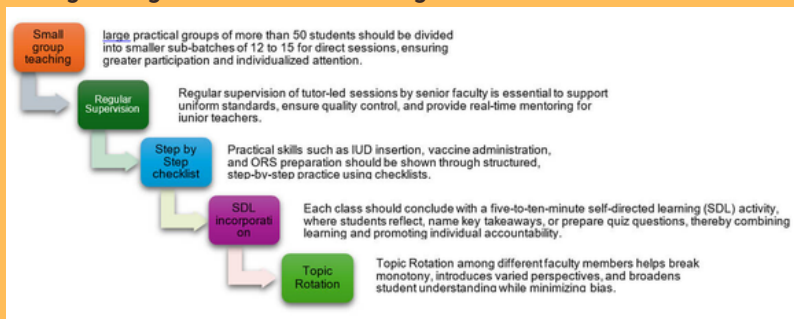 Small
group
teaching
large practical groups of more than 50 students should be divided
into smaller sub-batches of 12 to 15 for direct sessions, ensuring
greater participation and individualized attention.
Regular
Supervision
Regular supervision of tutor-led sessions by senior faculty is essential to support
uniform standards, ensure quality control, and provide real-time mentoring for
junior teachers.
Step by
Step
checklist
Practical skills such as IUD insertion, vaccine administration,
and ORS preparation should be shown through structured,
step-by-step practice using checklists.
SDL
incorporati
on
Each class should conclude with a five-to-ten-minute self-directed learning (SDL) activity,
where students reflect, name key takeaways, or prepare quiz questions, thereby combining
learning and promoting individual accountability.
Topic
Rotation
Topic Rotation among different faculty members helps break
monotony, introduces varied perspectives, and broadens
student understanding while minimizing bias.